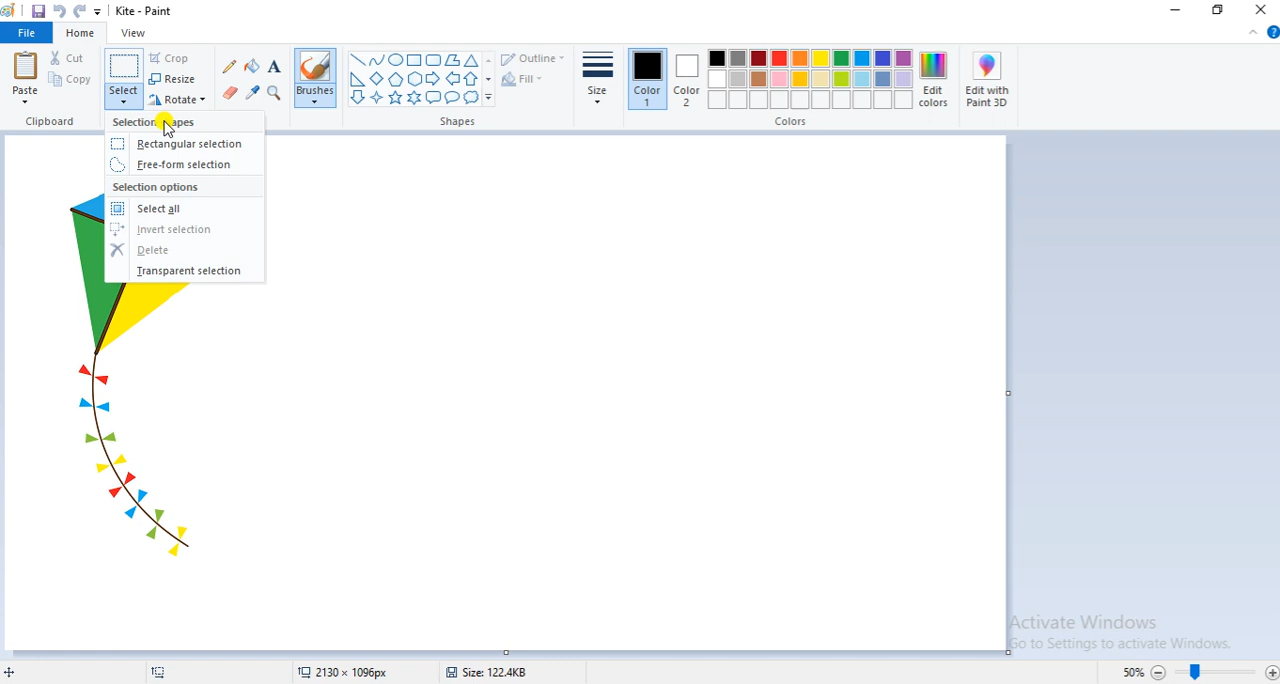 Kite - Paint
File Home View
Paste Cut Copy Select Crop Resize Rotate Brushes Outline Fill Size Color 1 Color 2 Edit colors Edit with Paint 3D
Clipboard Shapes Colors
Rectangular selection
Free-form selection
Selection options
Select all
Invert selection
Delete
Transparent selection
Activate Windows
Go to Settings to activate Windows.
2130 × 1096px Size: 122.4KB 50%